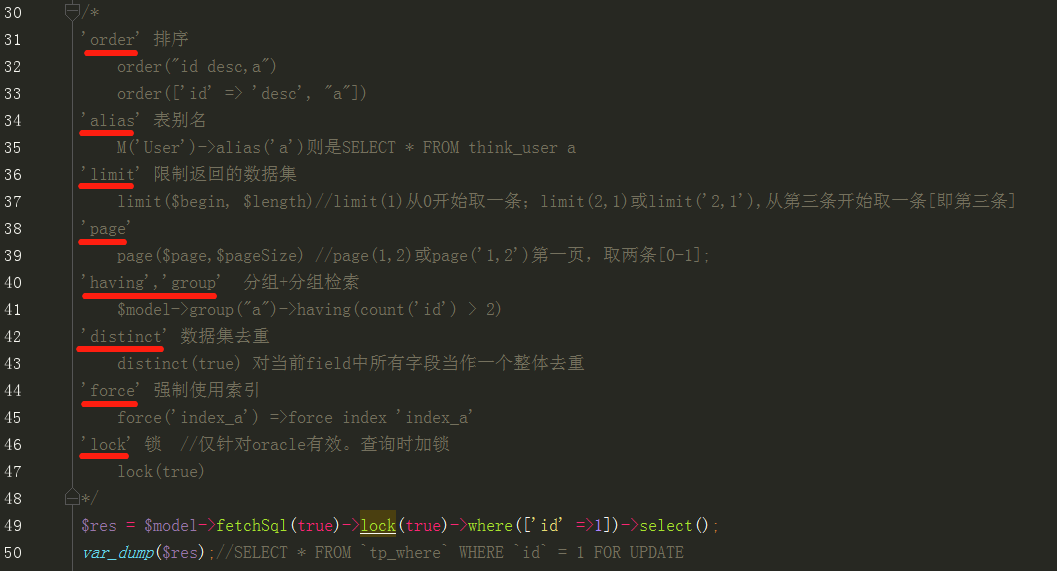 30 /*
31 'order' 排序
32 order("id desc,a")
33 order(['id' => 'desc', "a"])
34 'alias' 表别名
35 M('User')->alias('a')则是SELECT * FROM think_user a
36 'limit' 限制返回的数据集
37 limit($begin, $length)//limit(1)从0开始取一条；limit(2,1)或limit('2,1'),从第三条开始取一条[即第三条]
38 'page'
39 page($page,$pageSize) //page(1,2)或page('1,2')第一页，取两条[0-1];
40 'having','group' 分组+分组检索
41 $model->group("a")->having(count('id') > 2)
42 'distinct' 数据集去重
43 distinct(true) 对当前field中所有字段当作一个整体去重
44 'force' 强制使用索引
45 force('index_a') =>force index 'index_a'
46 'lock' 锁 //仅针对oracle有效。查询时加锁
47 lock(true)
48 */
49 $res = $model->fetchSql(true)->lock(true)->where(['id' =>1])->select();
50 var_dump($res);//SELECT * FROM `tp_where` WHERE `id` = 1 FOR UPDATE